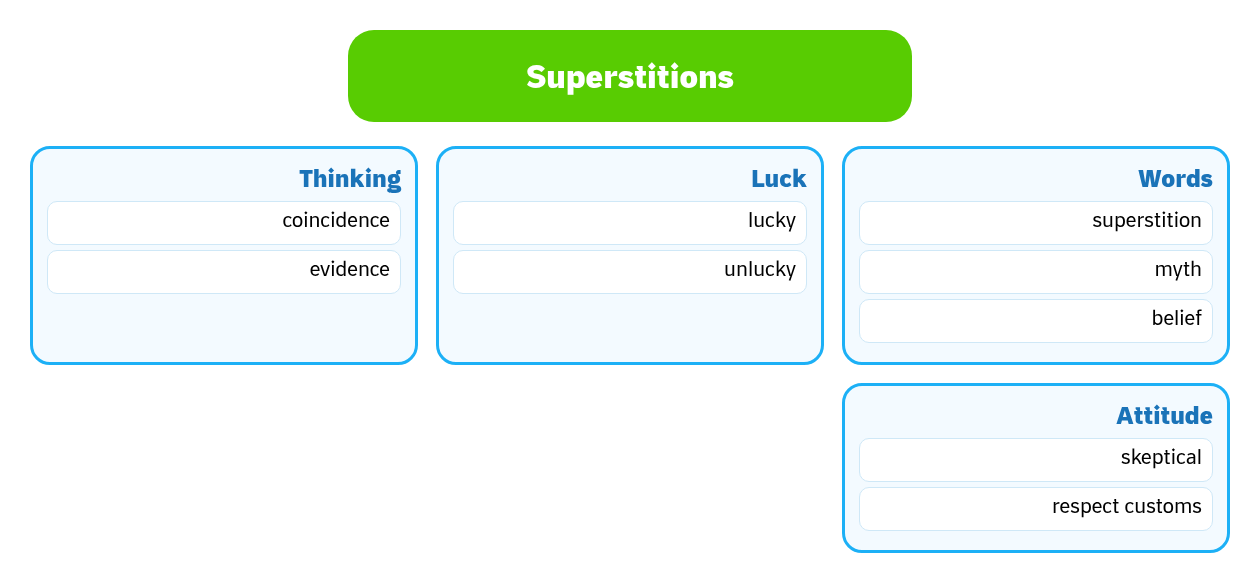 Superstitions
Words
superstition
myth
belief
Luck
lucky
unlucky
Thinking
coincidence
evidence
Attitude
skeptical
respect customs